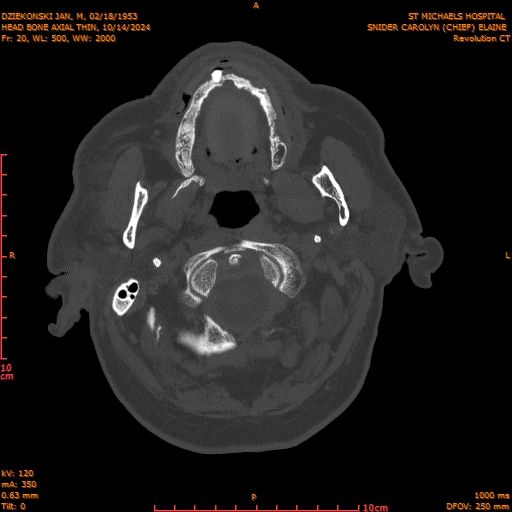 A
DZIEKONSKI JAN, M, 02/18/1953
HEAD BONE AXIAL THIN, 10/14/2024
Fr: 20, WL: 500, WW: 2000
ST MICHAELS HOSPITAL
SNIDER CAROLYN (CHIEF) ELAINE
Revolution CT
R
L
10
cm
kV: 120
mA: 350
0.63 mm
Tilt: 0
P
10cm
1000 ms
DFOV: 250 mm